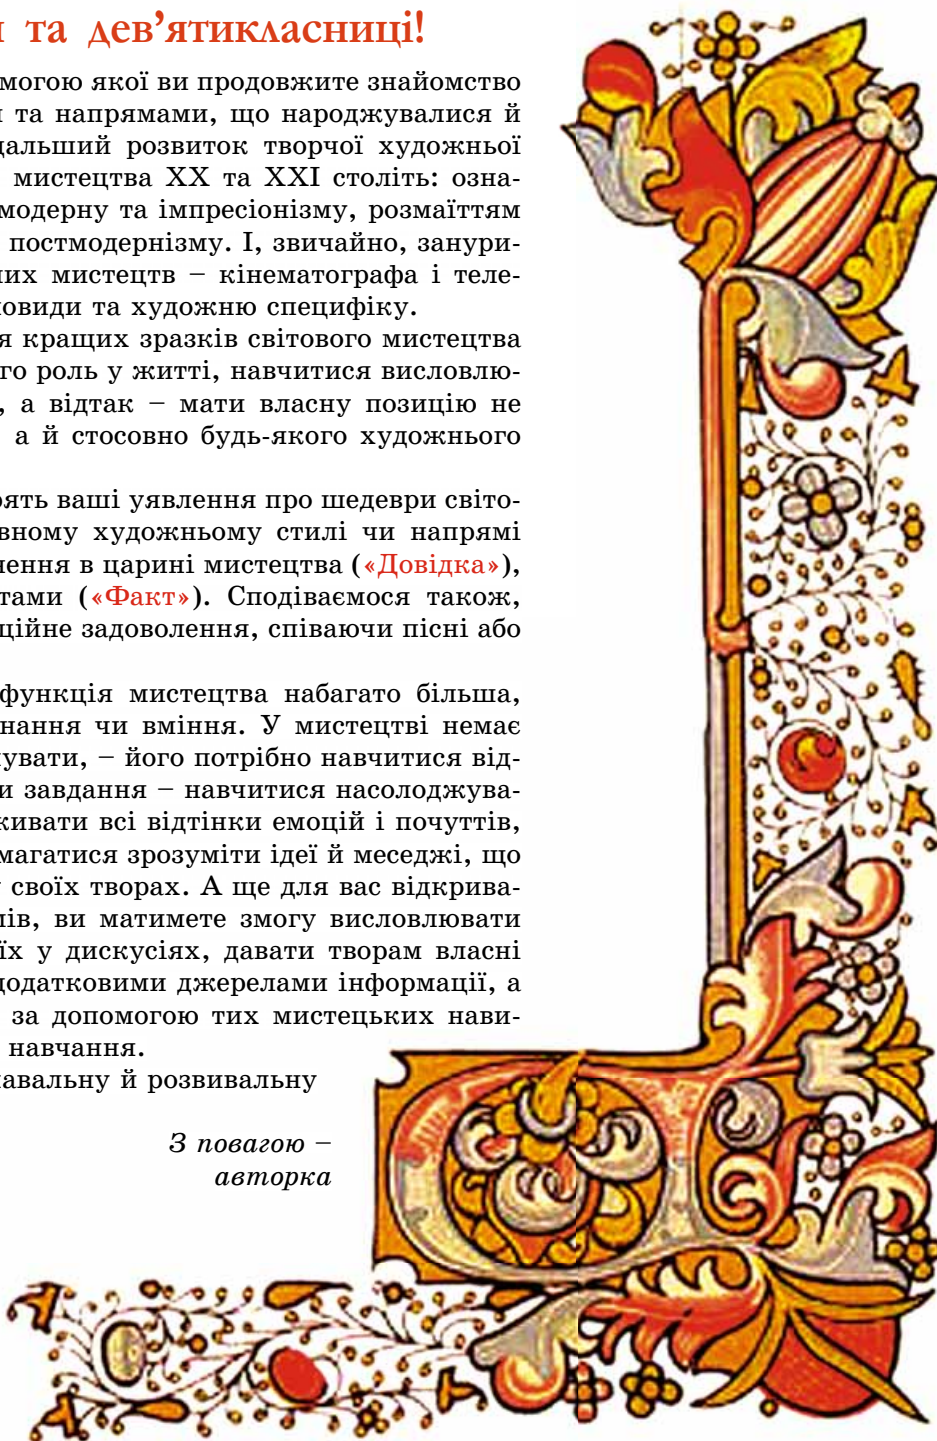 та дев’ятикласниці!
могою якої ви продовжите знайомство
та напрямами, що народжувалися й
дальший розвиток творчої художньої
мистецтва XX та XXI століть: озна-
модерну та імпресіонізму, розмаїттям
постмодернізму. І, звичайно, занури-
них мистецтв – кінематографа і теле-
новиди та художню специфіку.
я кращих зразків світового мистецтва
го роль у житті, навчитися висловлю-
, а відтак – мати власну позицію не
а й стосовно будь-якого художнього
рять ваші уявлення про шедеври світо-
вному художньому стилі чи напрямі
нення в царині мистецтва («Довідка»),
тами («Факт»). Сподіваємося також,
ційне задоволення, співаючи пісні або
функція мистецтва набагато більша,
нання чи вміння. У мистецтві немає
нувати, – його потрібно навчитися від-
и завдання – навчитися насолоджува-
живати всі відтінки емоцій і почуттів,
магатися зрозуміти ідеї й меседжі, що
у своїх творах. А ще для вас відкрива-
мів, ви матимете змогу висловлювати
їх у дискусіях, давати творам власні
додатковими джерелами інформації, а
за допомогою тих мистецьких нави-
навчання.
навальну й розвивальну
З повагою –
авторка